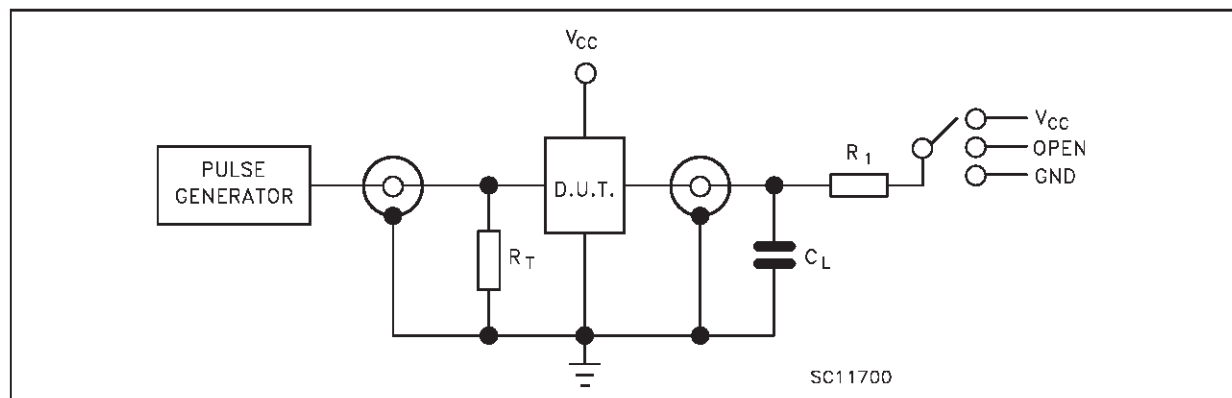 VCC
PULSE
GENERATOR
D.U.T.
RT
CL
R1
VCC
OPEN
GND
SC11700